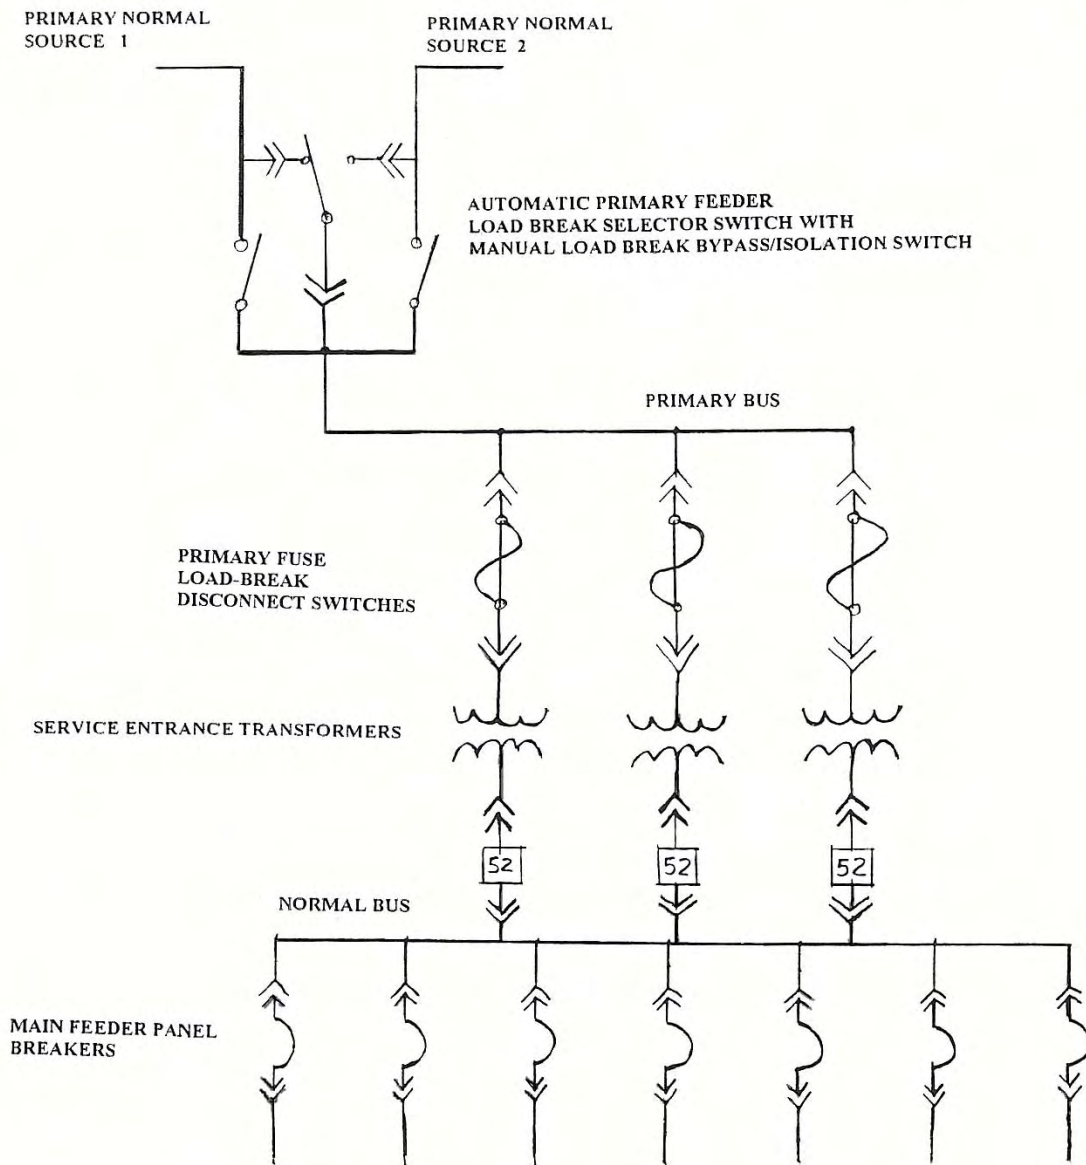 PRIMARY NORMAL
SOURCE 1
PRIMARY NORMAL
SOURCE 2
AUTOMATIC PRIMARY FEEDER
LOAD BREAK SELECTOR SWITCH WITH
MANUAL LOAD BREAK BYPASS/ISOLATION SWITCH
PRIMARY BUS
PRIMARY FUSE
LOAD-BREAK
DISCONNECT SWITCHES
SERVICE ENTRANCE TRANSFORMERS
52
52
52
NORMAL BUS
MAIN FEEDER PANEL
BREAKERS